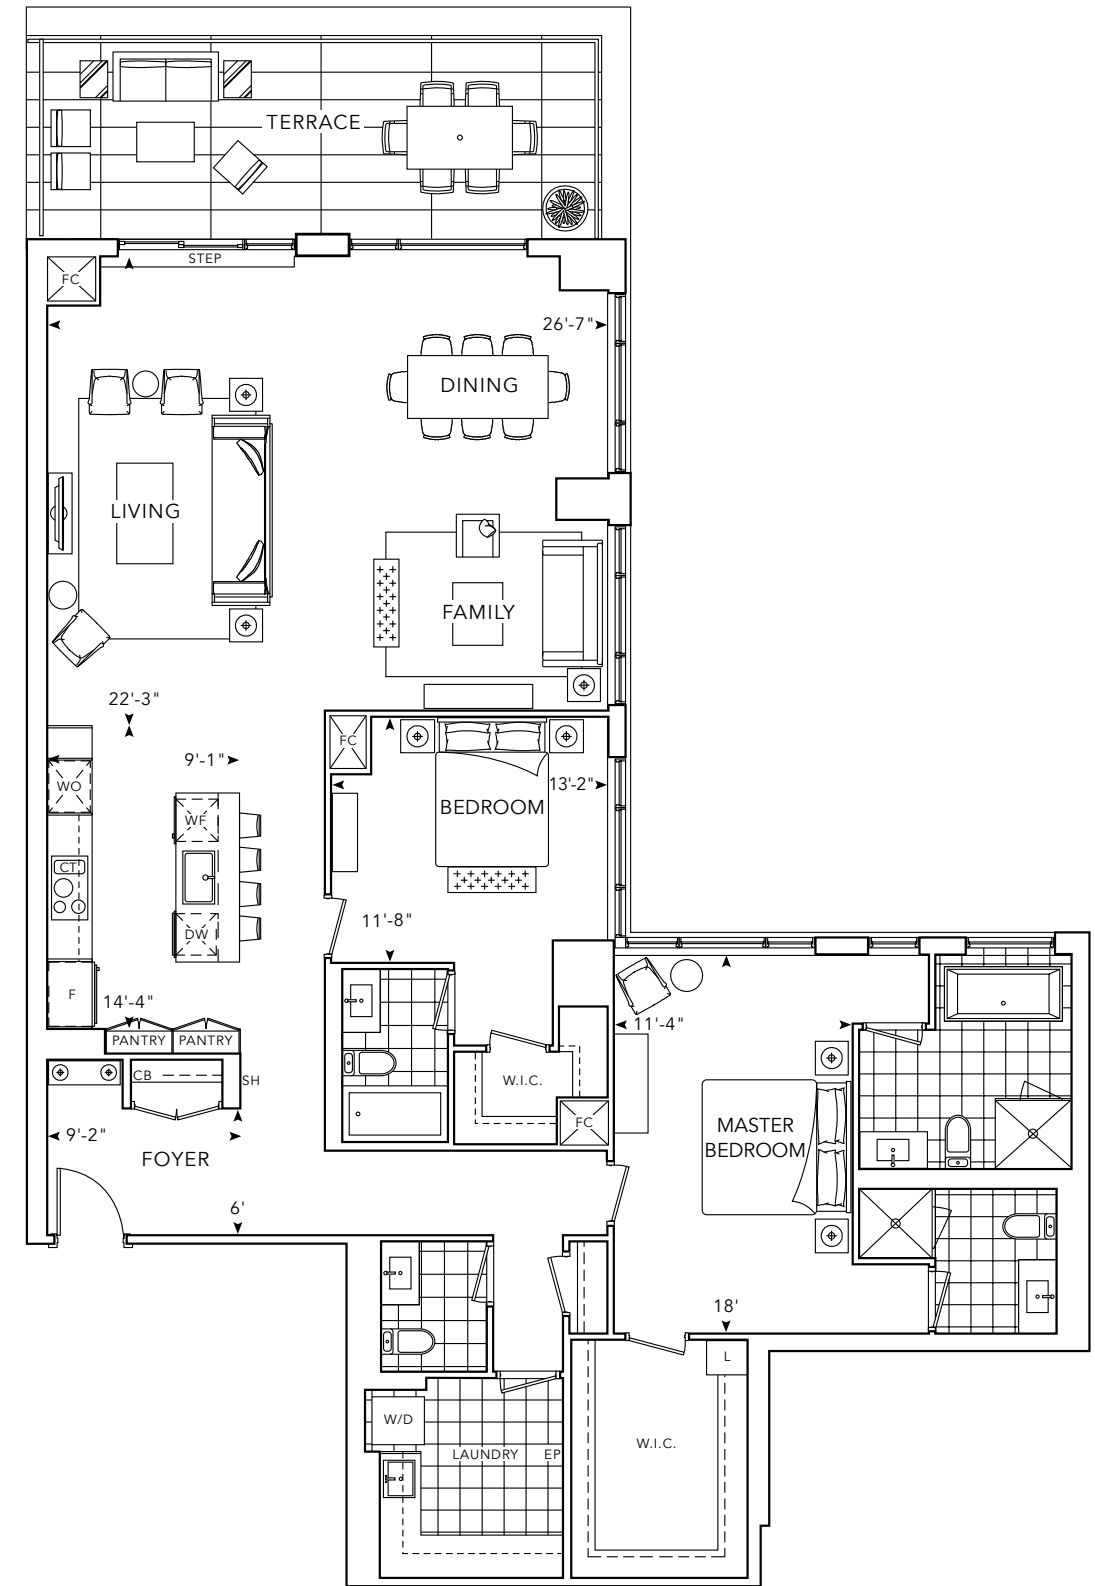 TERRACE
STEP
FC
26'-7"
DINING
LIVING
FAMILY
22'-3"
FC
9'-1"
WO
13'-2"
BEDROOM
WF
CT
11'-8"
DW
F
14'-4"
11'-4"
PANTRY PANTRY
CB
SH
W.I.C.
FC
9'-2"
MASTER
BEDROOM
FOYER
6'
18'
L
W/D
LAUNDRY
EP
W.I.C.